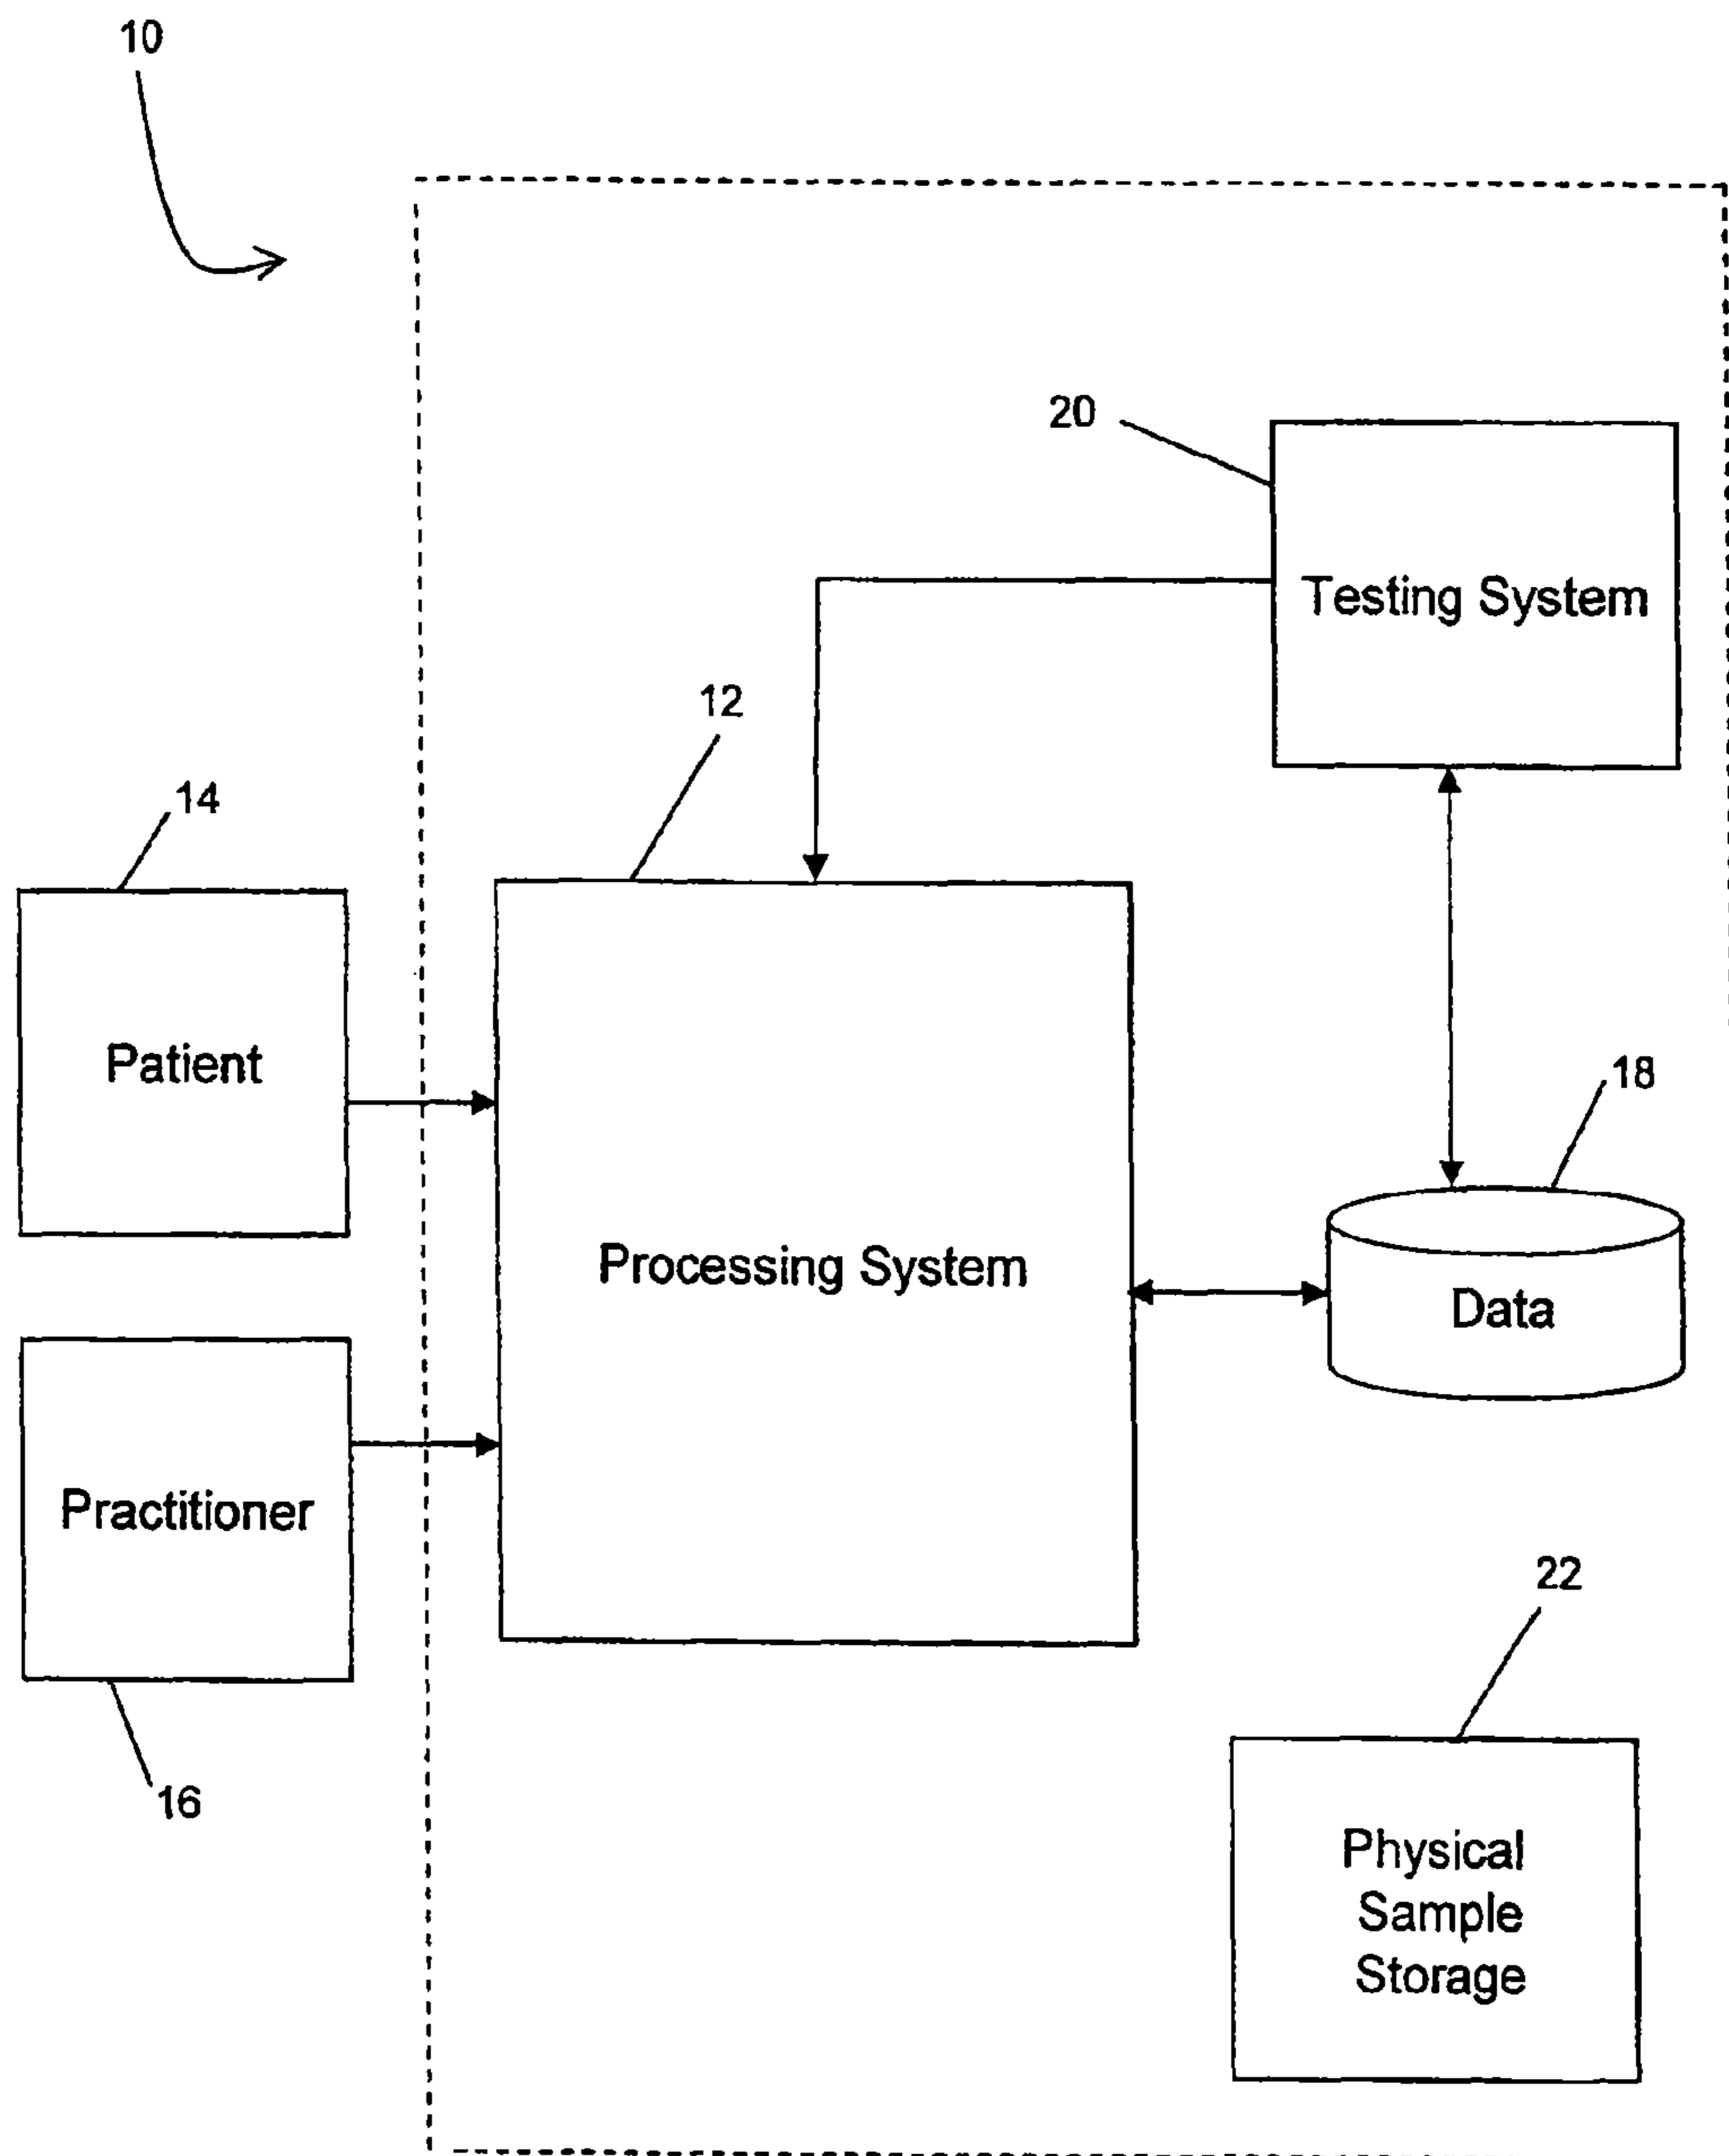 10
20
Testing System
12
14
Patient
18
Processing System
Data
Practitioner
22
16
Physical
Sample
Storage